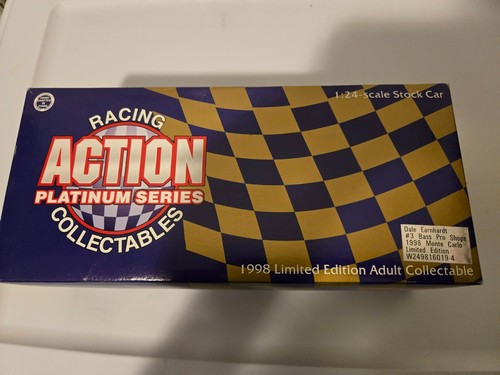 1:24-scale Stock Car
RACING
ACTION
PLATINUM SERIES
COLLECTABLES
Dale Earnhardt
#3 Bass Pro Shops
1998 Monte Carlo
Limited Edition
W249816019-4
1998 Limited Edition Adult Collectable